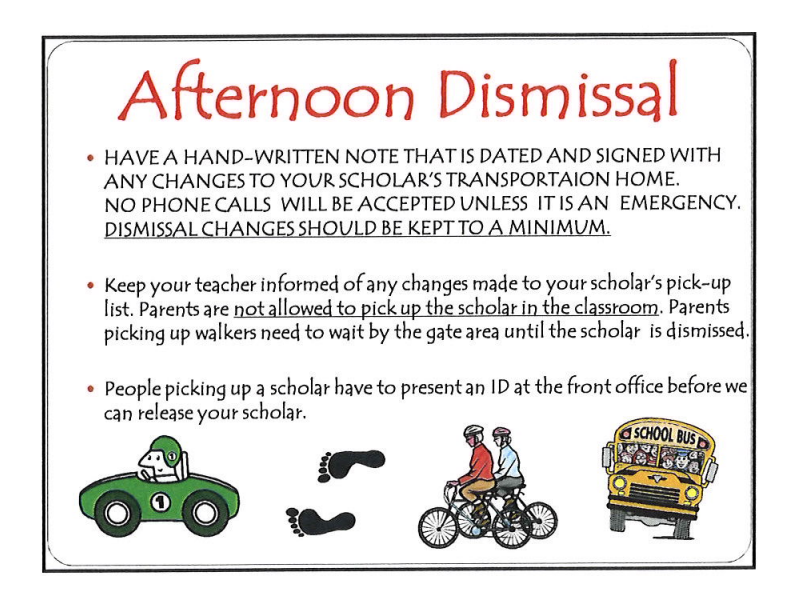 Afternoon Dismissal
• HAVE A HAND-WRITTEN NOTE THAT IS DATED AND SIGNED WITH
ANY CHANGES TO YOUR SCHOLAR'S TRANSPORTAION HOME.
NO PHONE CALLS WILL BE ACCEPTED UNLESS IT IS AN EMERGENCY.
DISMISSAL CHANGES SHOULD BE KEPT TO A MINIMUM.
• Keep your teacher informed of any changes made to your scholar's pick-up
list. Parents are not allowed to pick up the scholar in the classroom. Parents
picking up walkers need to wait by the gate area until the scholar is dismissed.
• People picking up a scholar have to present an ID at the front office before we
can release your scholar.
SCHOOL BUS
1
1